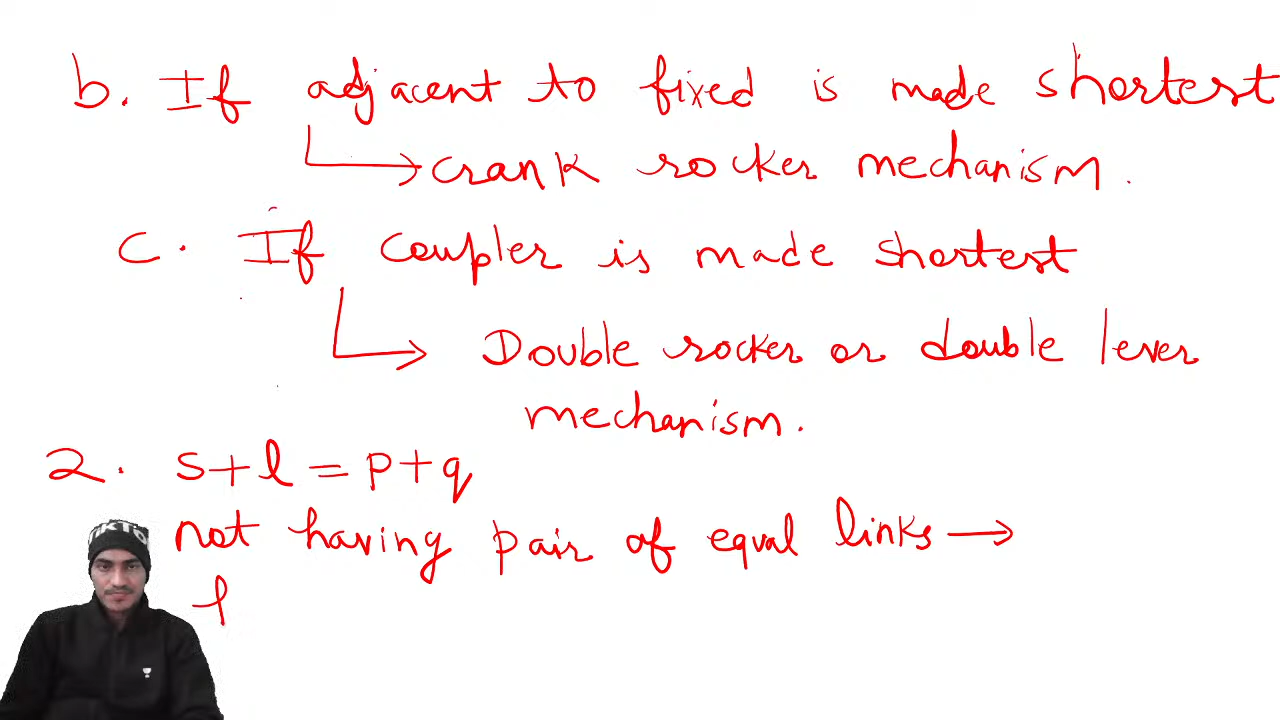 b. If adjacent to fixed is made shortest
crank rocker mechanism.
c. If coupler is made shortest
Double rocker or double lever
mechanism.
2. s+l=p+q
not having pair of equal links →
l